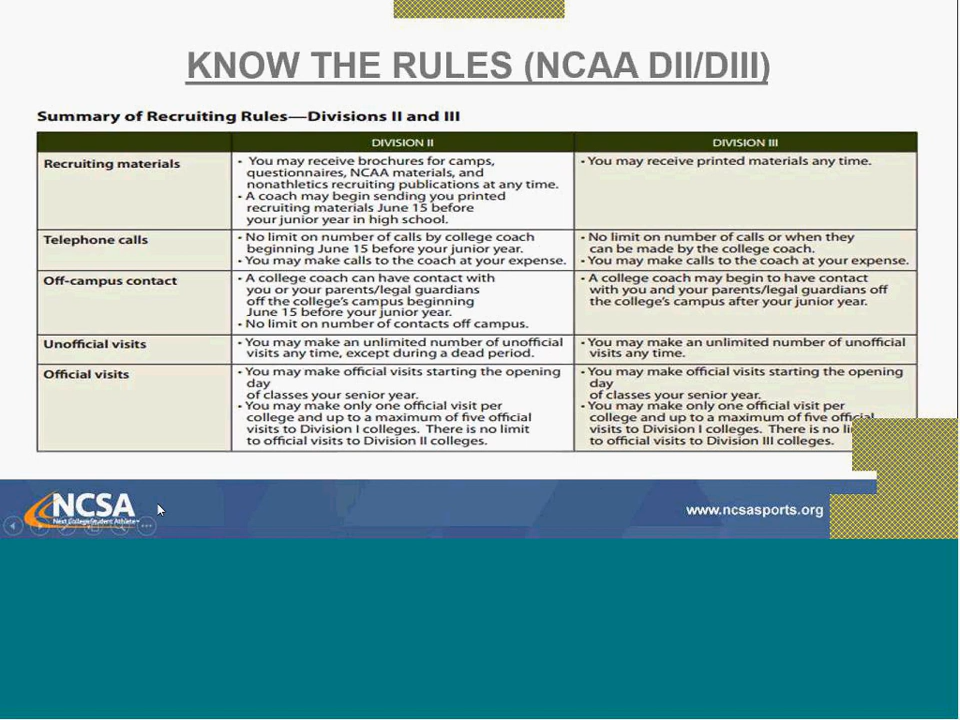 KNOW THE RULES (NCAA DII/DIII)
Summary of Recruiting Rules—Divisions II and III
DIVISION II
DIVISION III
Recruiting materials
• You may receive brochures for camps,
questionnaires, NCAA materials, and
nonathletics recruiting publications at any time.
• A coach may begin sending you printed
recruiting materials June 15 before
your junior year in high school.
• You may receive printed materials any time.
Telephone calls
• No limit on number of calls by college coach
beginning June 15 before your junior year.
• You may make calls to the coach at your expense.
• No limit on number of calls or when they
can be made by the college coach.
• You may make calls to the coach at your expense.
Off-campus contact
• A college coach can have contact with
you or your parents/legal guardians
off the college's campus beginning
June 15 before your junior year.
• No limit on number of contacts off campus.
• A college coach may begin to have contact
with you and your parents/legal guardians off
the college's campus after your junior year.
Unofficial visits
• You may make an unlimited number of unofficial
visits any time, except during a dead period.
• You may make an unlimited number of unofficial
visits any time.
Official visits
• You may make official visits starting the opening
day
of classes your senior year.
• You may make only one official visit per
college and up to a maximum of five official
visits to Division I colleges. There is no limit
to official visits to Division II colleges.
• You may make official visits starting the opening
day
of classes your senior year.
• You may make only one official visit per
college and up to a maximum of five official
visits to Division I colleges. There is no
to official visits to Division III colleges.
NCSA
Next College Student Athlete
www.ncsasports.org